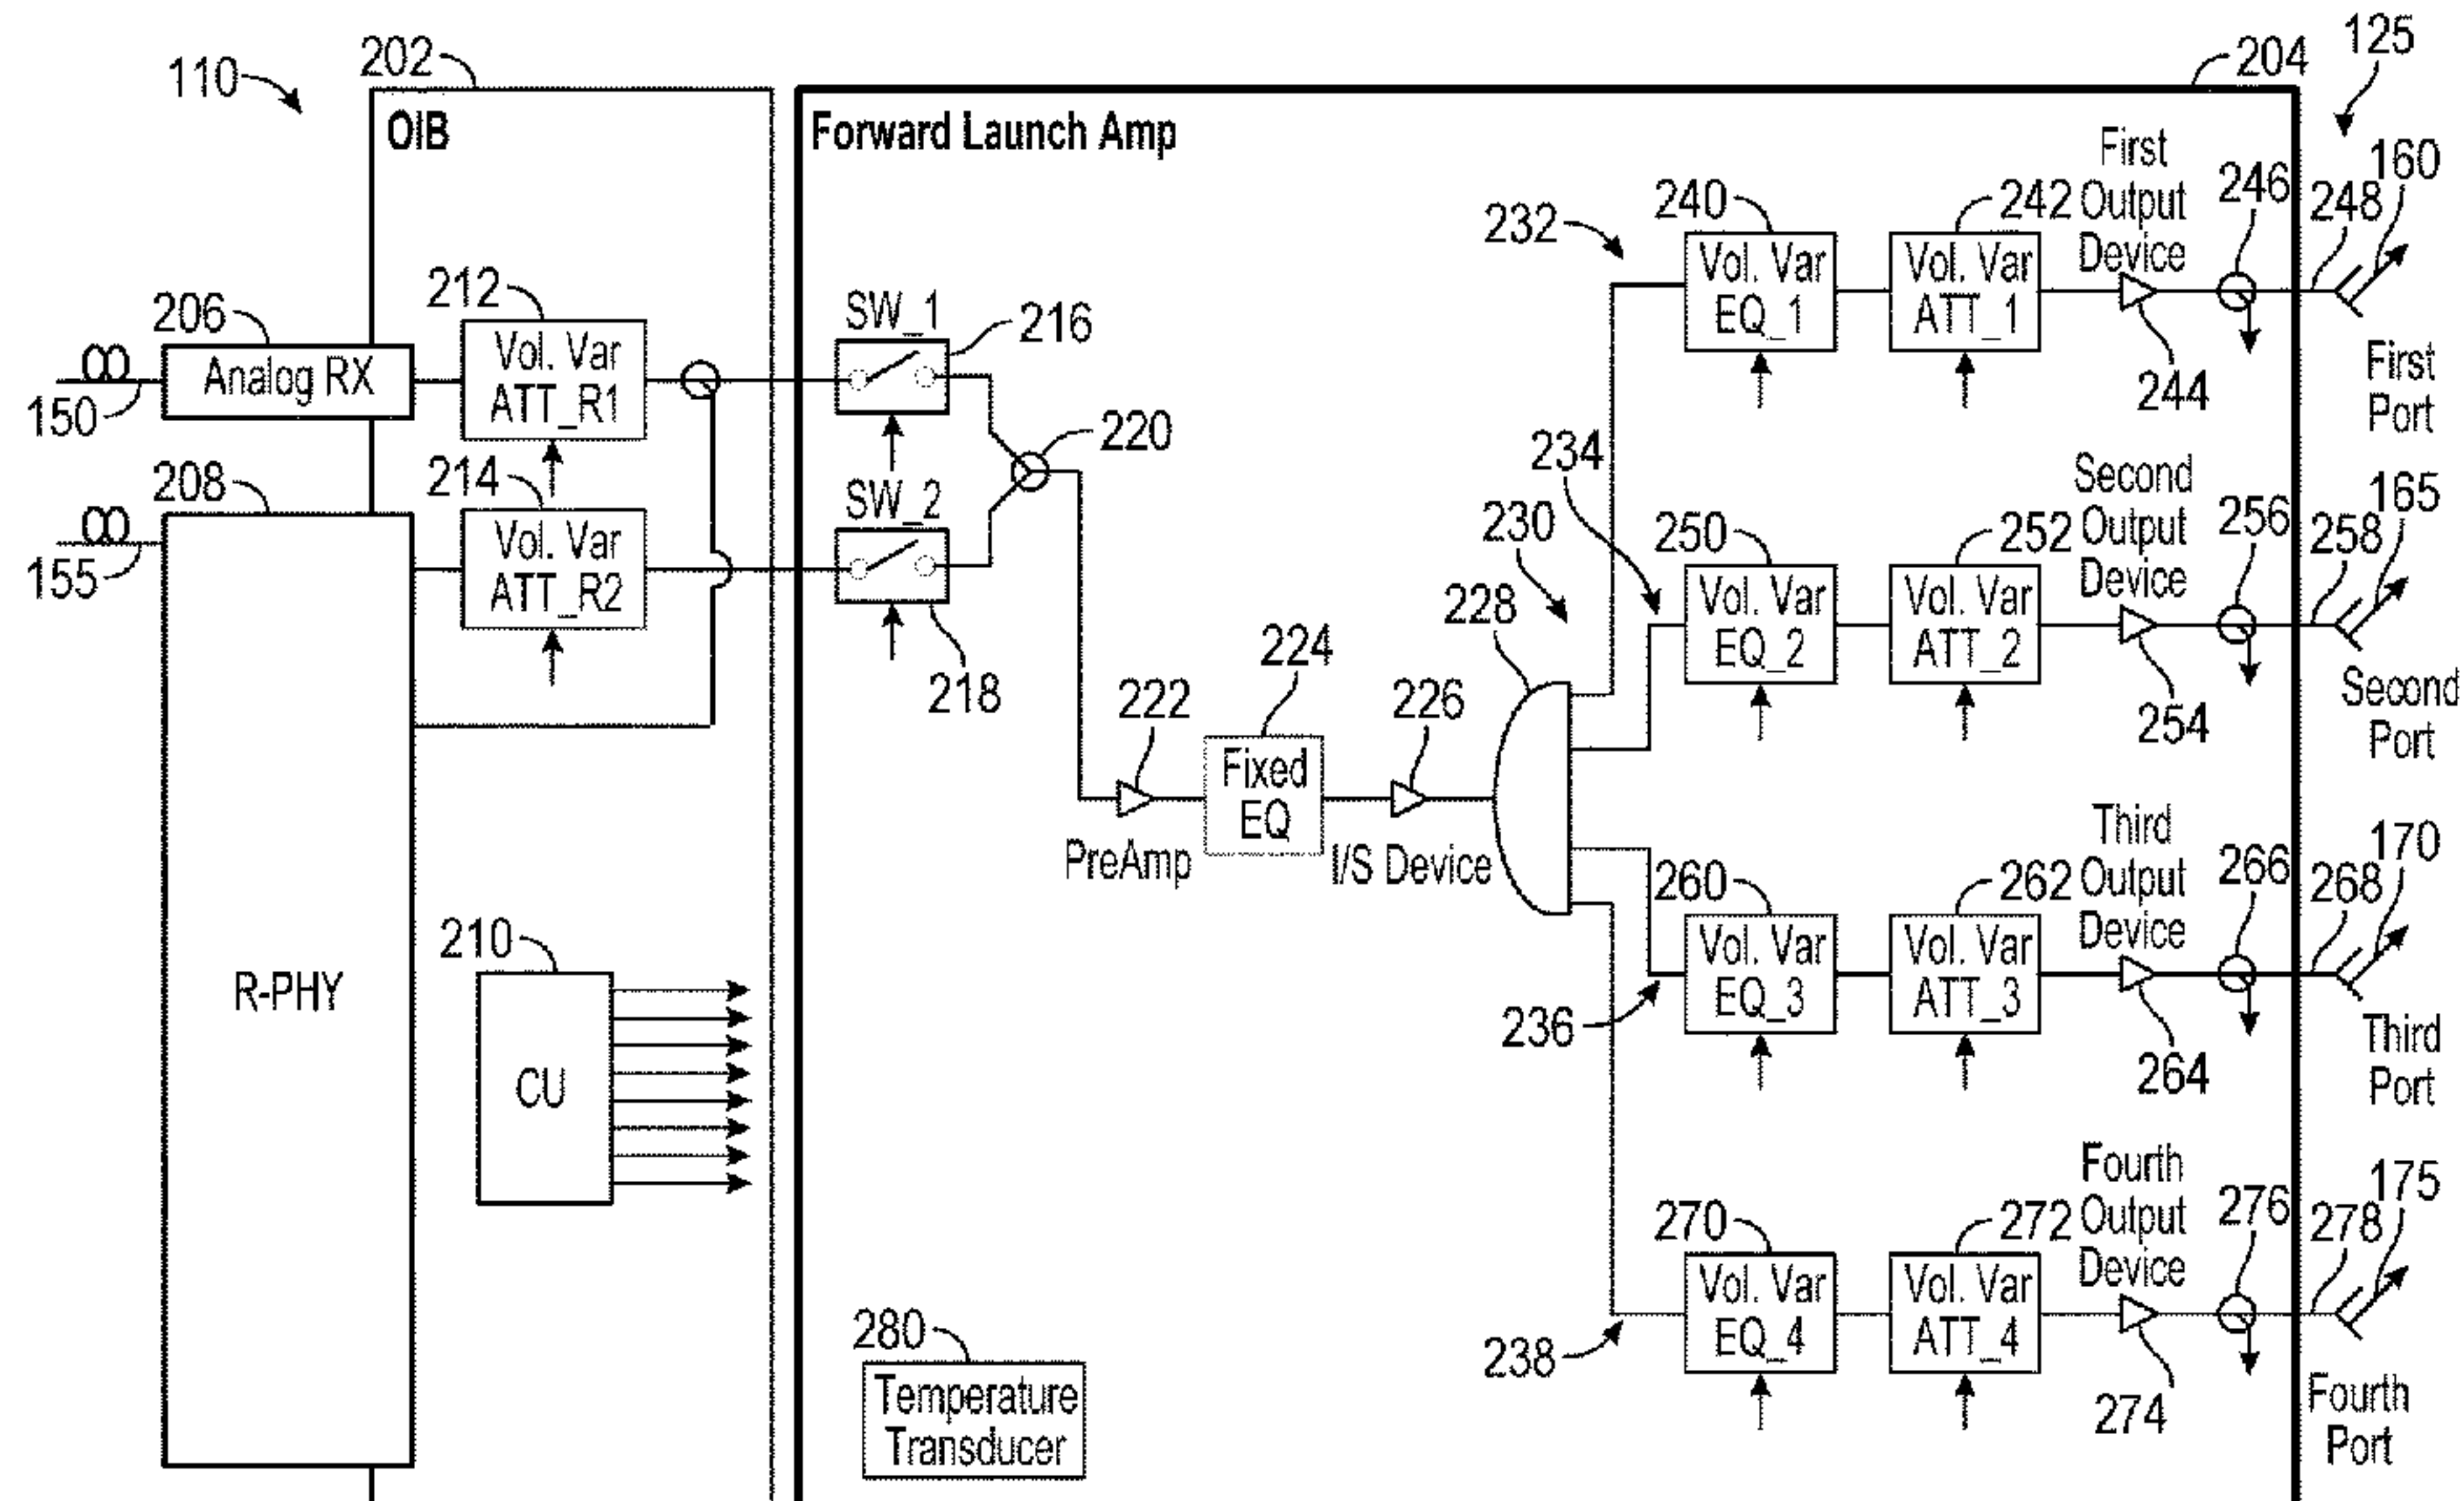 125
202
204
110
OIB
Forward Launch Amp
First
Output
Device
160
246
248
240
242
232
Vol. Var
EQ_1
Vol. Var
ATT_1
244
First
Port
212
206
Analog RX
150
Vol. Var
ATT_R1
SW_1
216
220
208
214
155
Vol. Var
ATT_R2
SW_2
218
234
230
228
250
252
Second
Output
Device
256
258
165
Vol. Var
EQ_2
Vol. Var
ATT_2
254
Second
Port
222
224
226
PreAmp
Fixed
EQ
I/S Device
260
262
Third
Output
Device
266
268
170
236
Vol. Var
EQ_3
Vol. Var
ATT_3
264
Third
Port
R-PHY
210
CU
270
272
Fourth
Output
Device
276
278
175
238
Vol. Var
EQ_4
Vol. Var
ATT_4
274
Fourth
Port
280
Temperature
Transducer